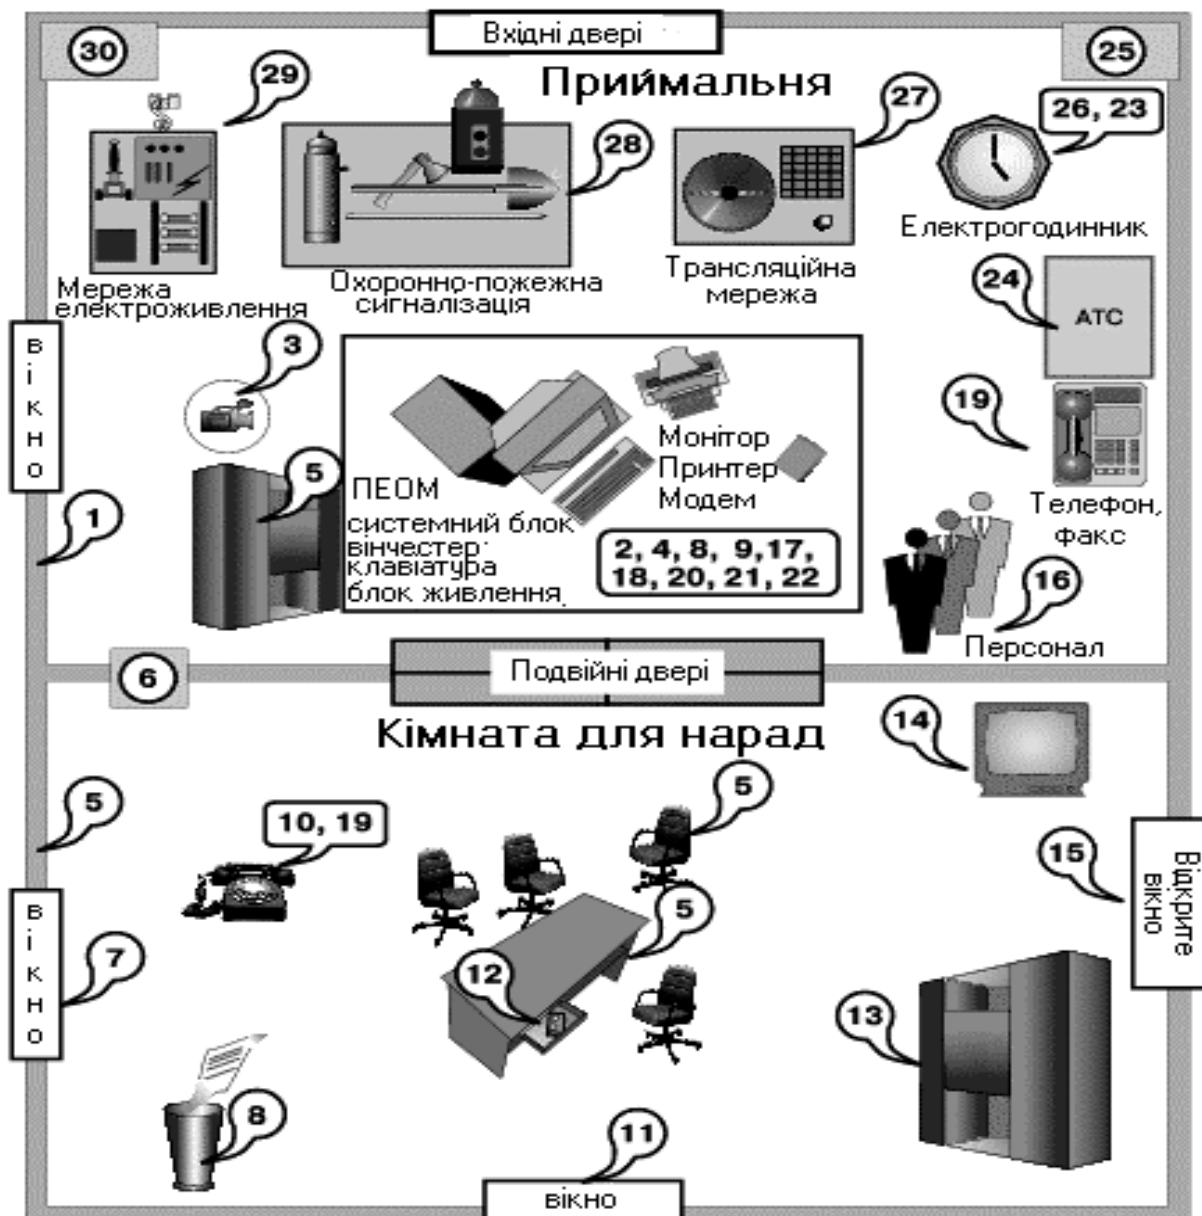 Вхідні двері
30
25
29
Приймальня
27
26, 23
28
Електрогодинник
Мережа
електроживлення
Охоронно-пожежна
сигналізація
Трансляційна
мережа
24
АТС
вікно
3
19
5
ПЕОМ
Монітор
Принтер
Модем
Телефон,
факс
1
системний блок
вінчестер
клавіатура
блок живлення
2, 4, 8, 9,17,
18, 20, 21, 22
16
Персонал
6
Подвійні двері
Кімната для нарад
14
5
10, 19
5
15
Відкрите
вікно
вікно
7
5
12
13
8
11
вікно